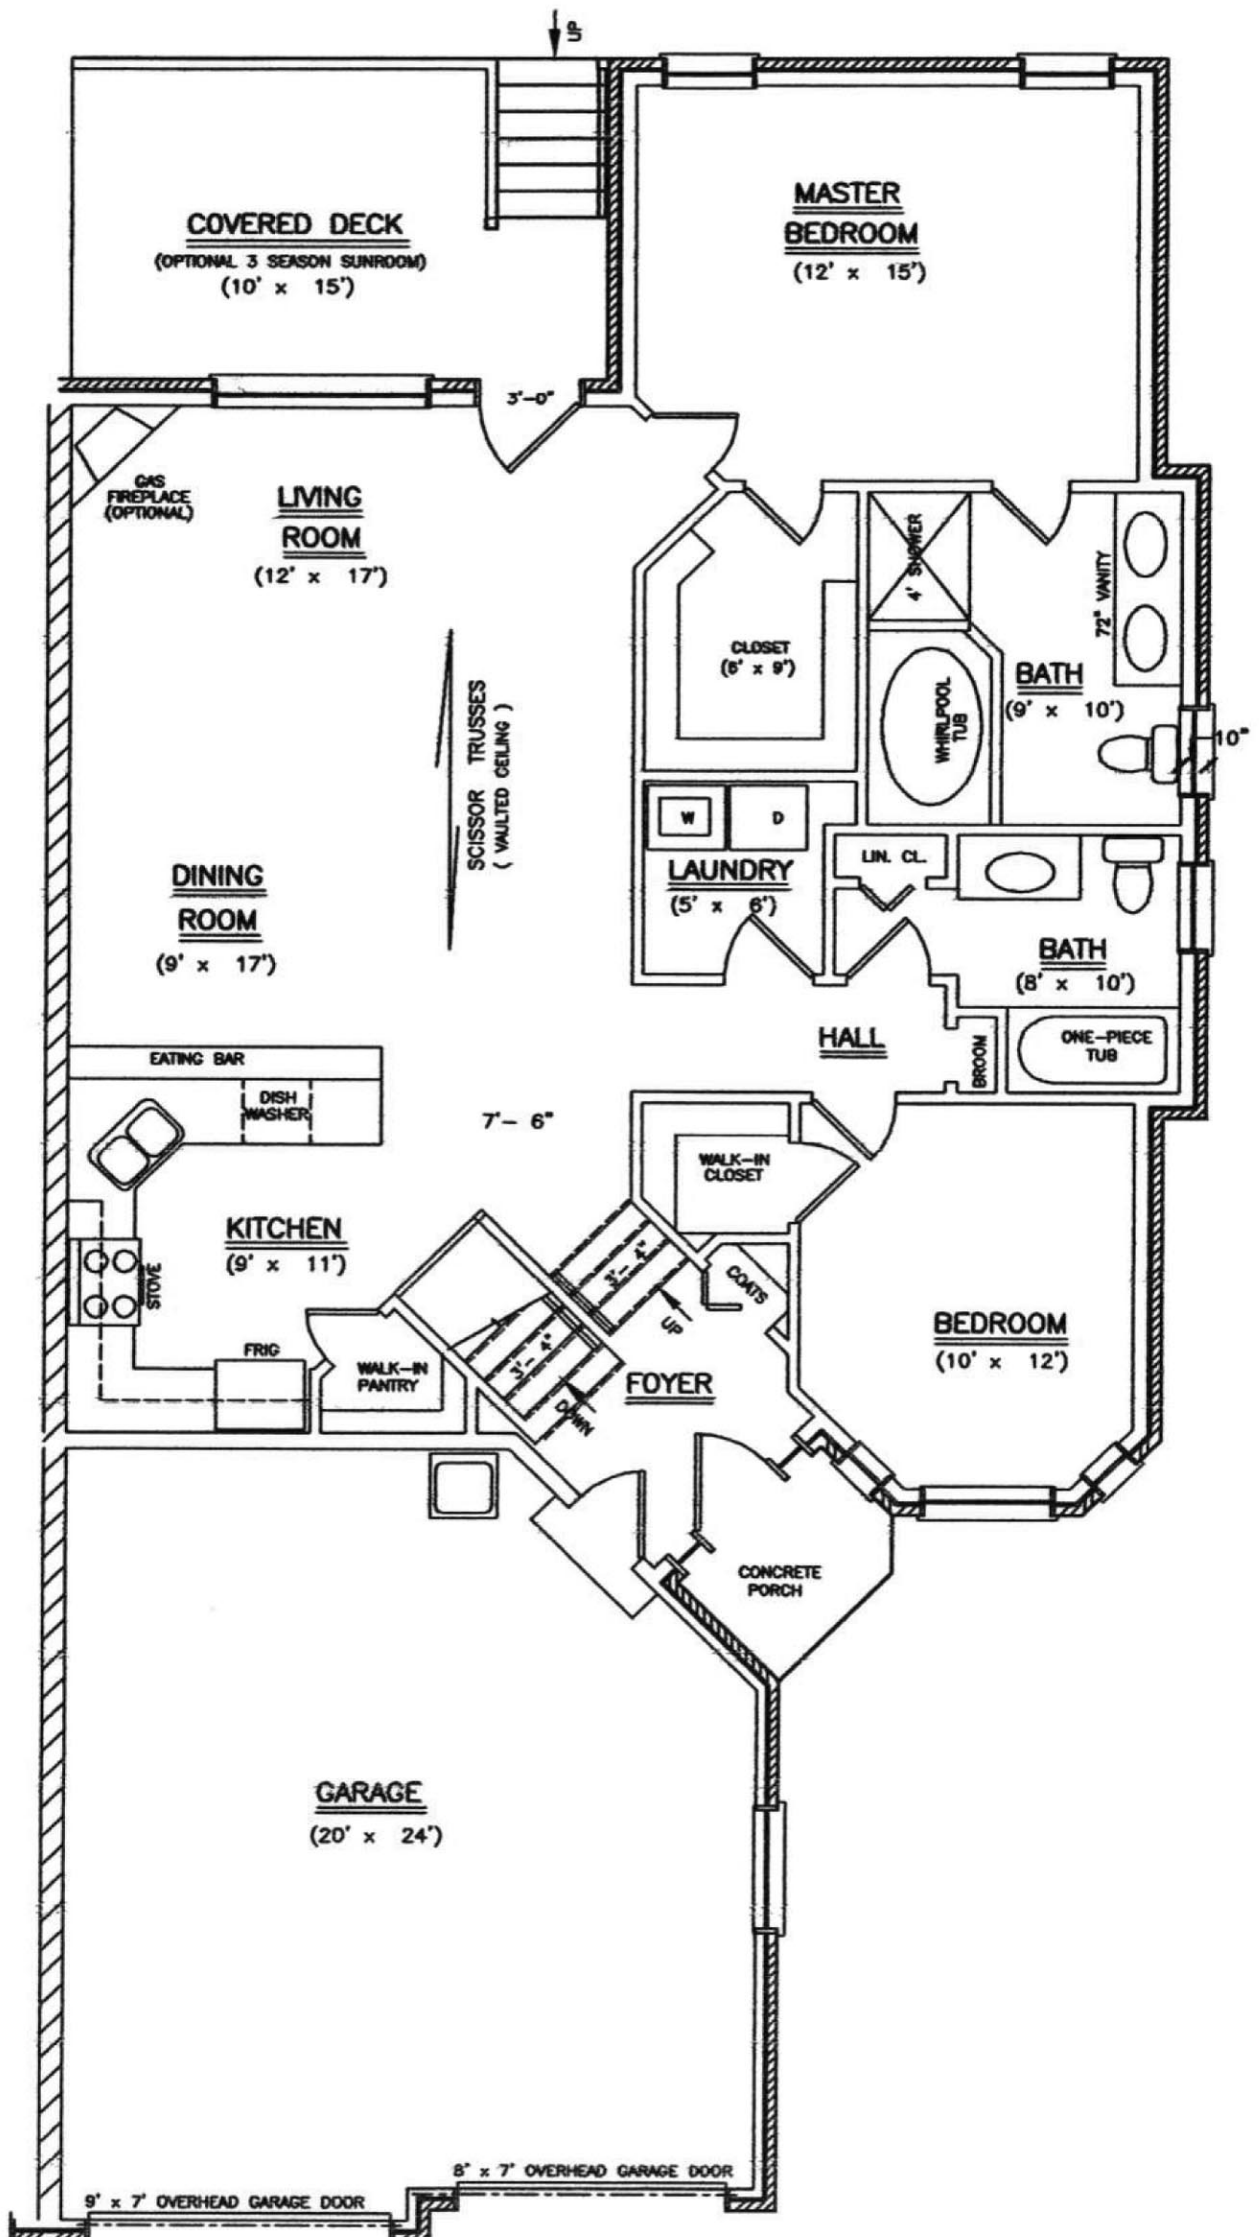 UP
COVERED DECK
(OPTIONAL 3 SEASON SUNROOM)
(10' x 15')
MASTER
BEDROOM
(12' x 15')
3'-0"
GAS
FIREPLACE
(OPTIONAL)
LIVING
ROOM
(12' x 17')
4' SHOWER
72" VANITY
CLOSET
(6' x 9')
WHIRLPOOL
TUB
BATH
(9' x 10')
10"
SCISSOR TRUSSES
( VAULTED CEILING )
W
D
LAUNDRY
(5' x 6')
LIN. CL.
DINING
ROOM
(9' x 17')
BATH
(8' x 10')
HALL
BROOM
ONE-PIECE
TUB
EATING BAR
DISH
WASHER
7'- 6"
WALK-IN
CLOSET
KITCHEN
(9' x 11')
STOVE
3'- 4"
UP
COATS
BEDROOM
(10' x 12')
FRIG
WALK-IN
PANTRY
3'- 4"
DOWN
FOYER
CONCRETE
PORCH
GARAGE
(20' x 24')
8' x 7' OVERHEAD GARAGE DOOR
9' x 7' OVERHEAD GARAGE DOOR